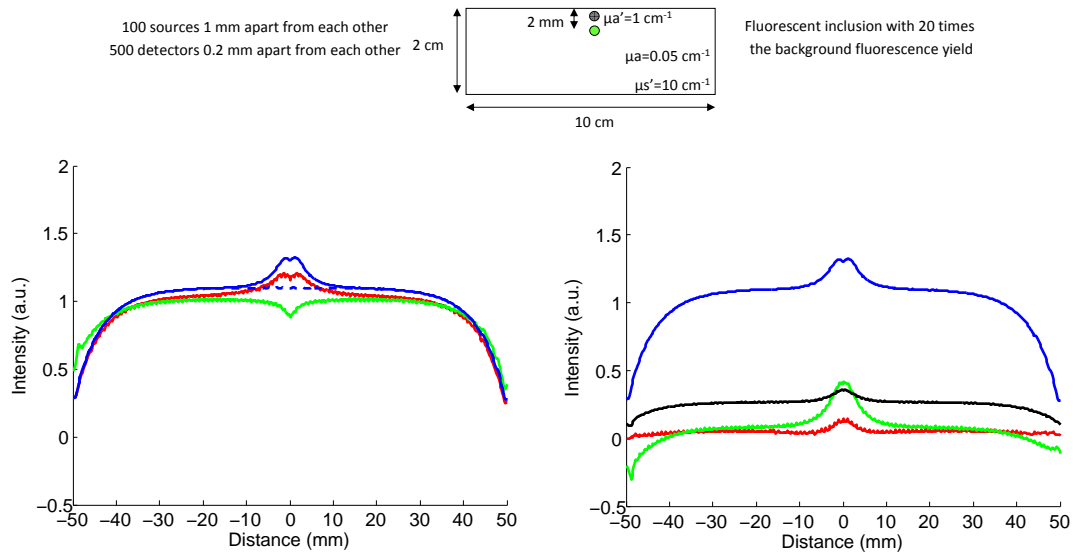 100 sources 1 mm apart from each other
500 detectors 0.2 mm apart from each other
2 cm
2 mm
µa'=1 cm⁻¹
µa=0.05 cm⁻¹
µs'=10 cm⁻¹
10 cm
Fluorescent inclusion with 20 times
the background fluorescence yield
2
1.5
1
0.5
0
−0.5
Intensity (a.u.)
−50 −40 −30 −20 −10 0 10 20 30 40 50
Distance (mm)
2
1.5
1
0.5
0
−0.5
Intensity (a.u.)
−50 −40 −30 −20 −10 0 10 20 30 40 50
Distance (mm)